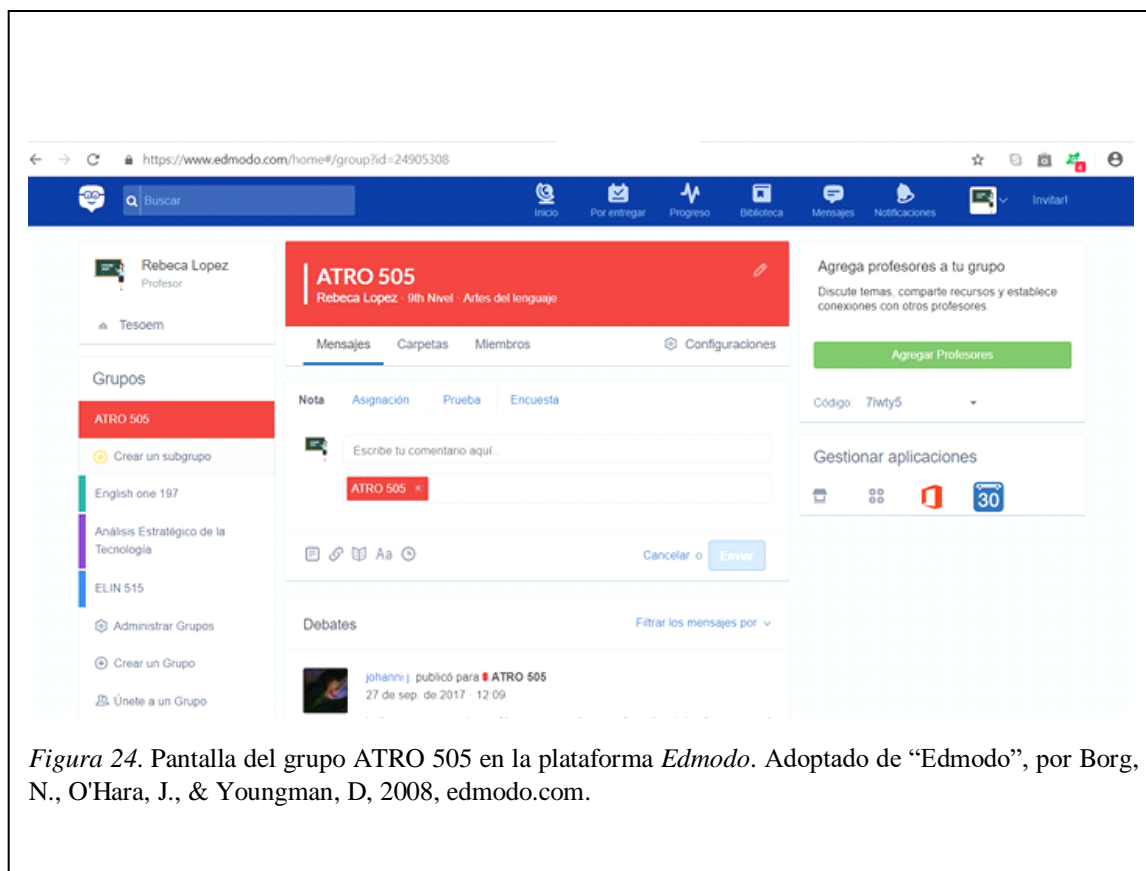 https://www.edmodo.com/home#/group?id=24905308
4
Buscar
Inicio
Por entregar
Progreso
Biblioteca
Mensajes
Notificaciones
Invitar!
Rebeca Lopez
Profesor
Tesoem
Grupos
ATRO 505
Crear un subgrupo
English one 197
Análisis Estratégico de la
Tecnología
ELIN 515
Administrar Grupos
Crear un Grupo
Únete a un Grupo
ATRO 505
Rebeca Lopez · 9th Nivel · Artes del lenguaje
Mensajes Carpetas Miembros Configuraciones
Nota Asignación Prueba Encuesta
Escribe tu comentario aquí...
ATRO 505 ×
Aa
Cancelar o Enviar
Debates Filtrar los mensajes por
johanni j. publicó para ATRO 505
27 de sep. de 2017 · 12:09
Agrega profesores a tu grupo
Discute temas, comparte recursos y establece
conexiones con otros profesores.
Agregar Profesores
Código: 7lwty5
Gestionar aplicaciones
30
Figura 24. Pantalla del grupo ATRO 505 en la plataforma Edmodo. Adoptado de “Edmodo”, por Borg,
N., O'Hara, J., & Youngman, D, 2008, edmodo.com.